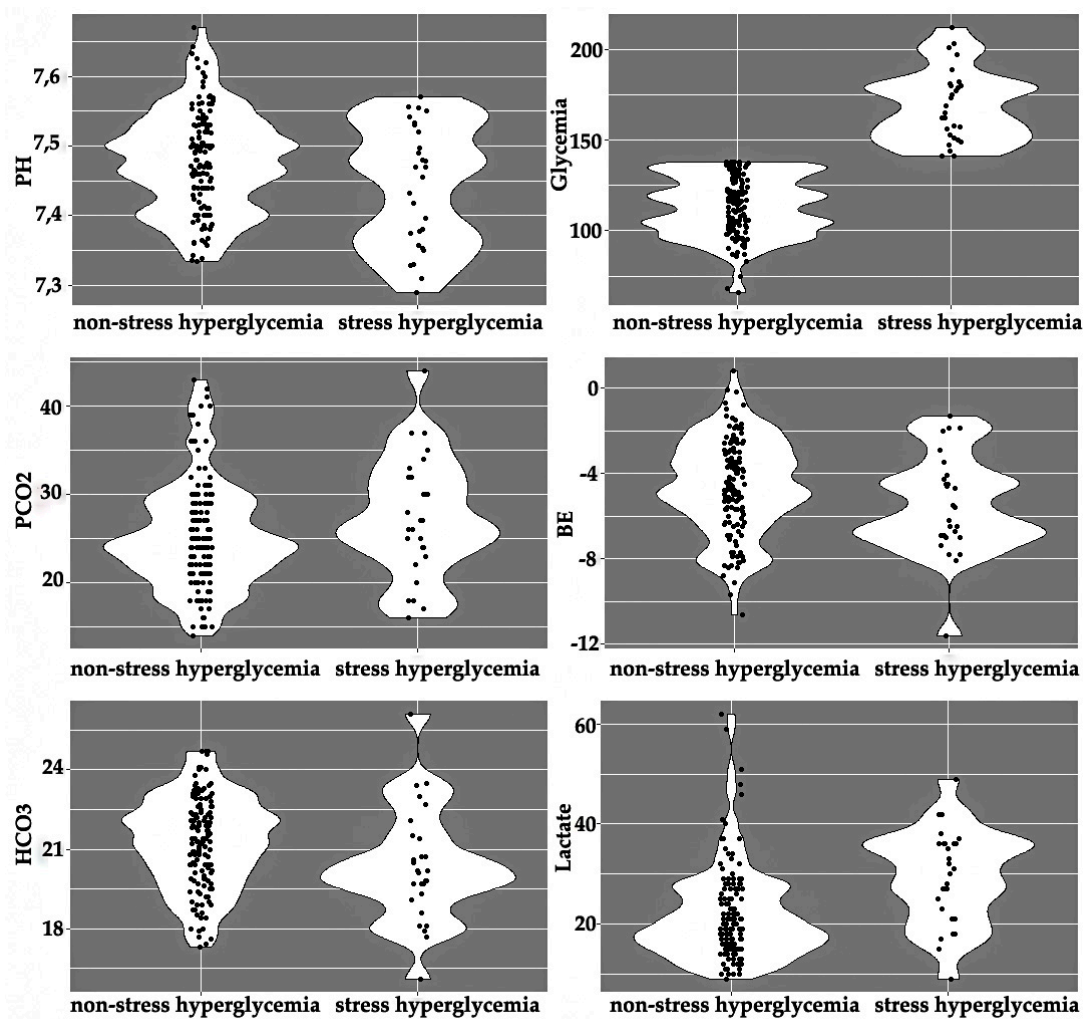 PH
7,6
7,5
7,4
7,3
non-stress hyperglycemia stress hyperglycemia
Glycemia
200
150
100
non-stress hyperglycemia stress hyperglycemia
PCO2
40
30
20
non-stress hyperglycemia stress hyperglycemia
BE
0
-4
-8
-12
non-stress hyperglycemia stress hyperglycemia
HCO3
24
21
18
non-stress hyperglycemia stress hyperglycemia
Lactate
60
40
20
non-stress hyperglycemia stress hyperglycemia